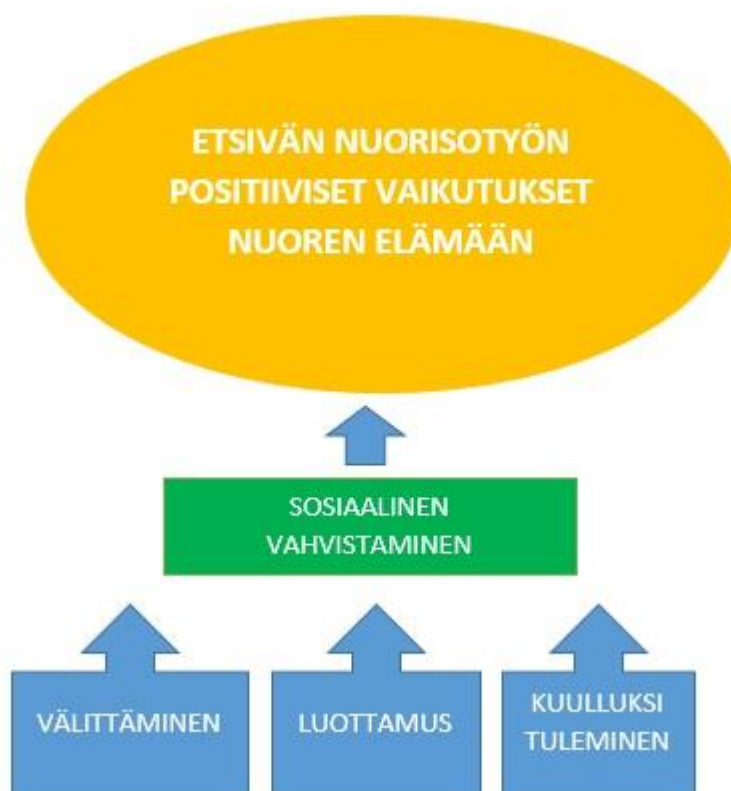 ETSIVÄN NUORISOTYÖN
POSITIIVISET VAIKUTUKSET
NUOREN ELÄMÄÄN
SOSIAALINEN
VAHVISTAMINEN
VÄLITTÄMINEN
LUOTTAMUS
KUULLUKSI
TULEMINEN